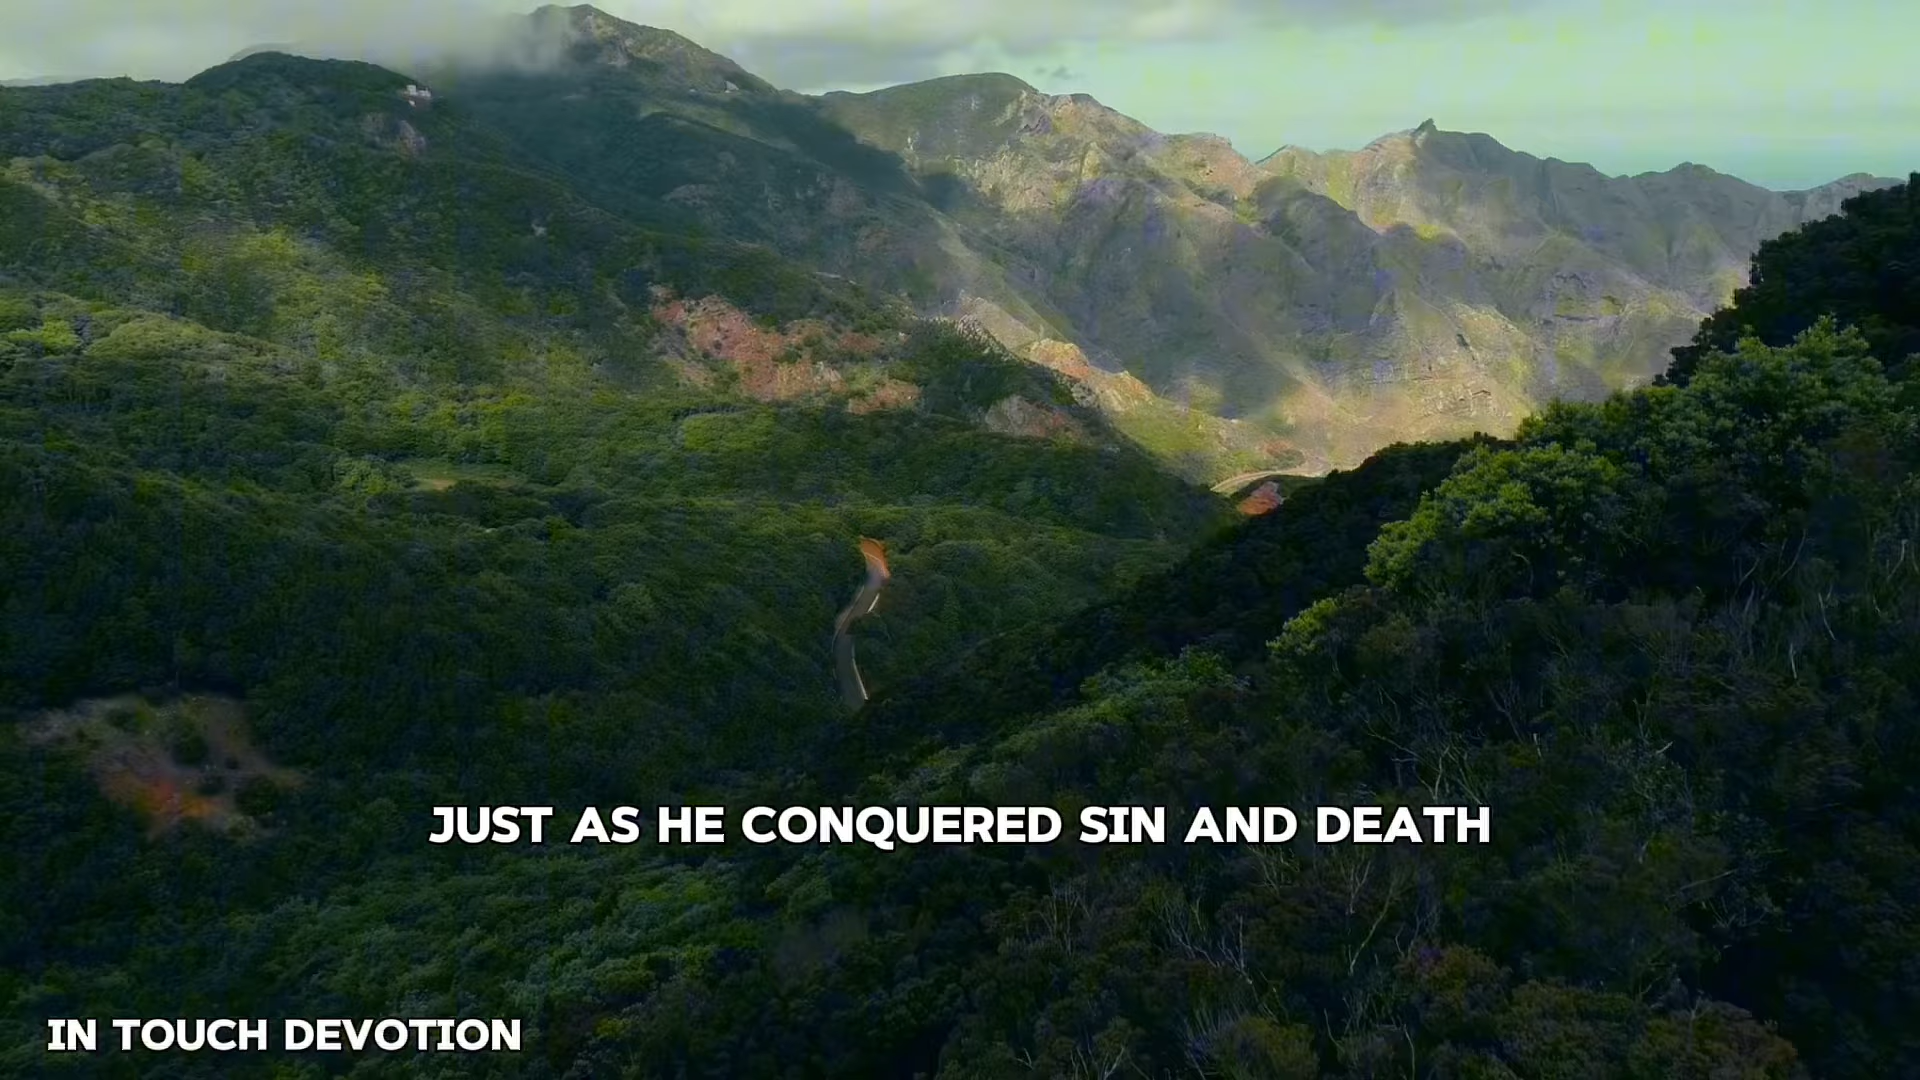 JUST AS HE CONQUERED SIN AND DEATH
IN TOUCH DEVOTION